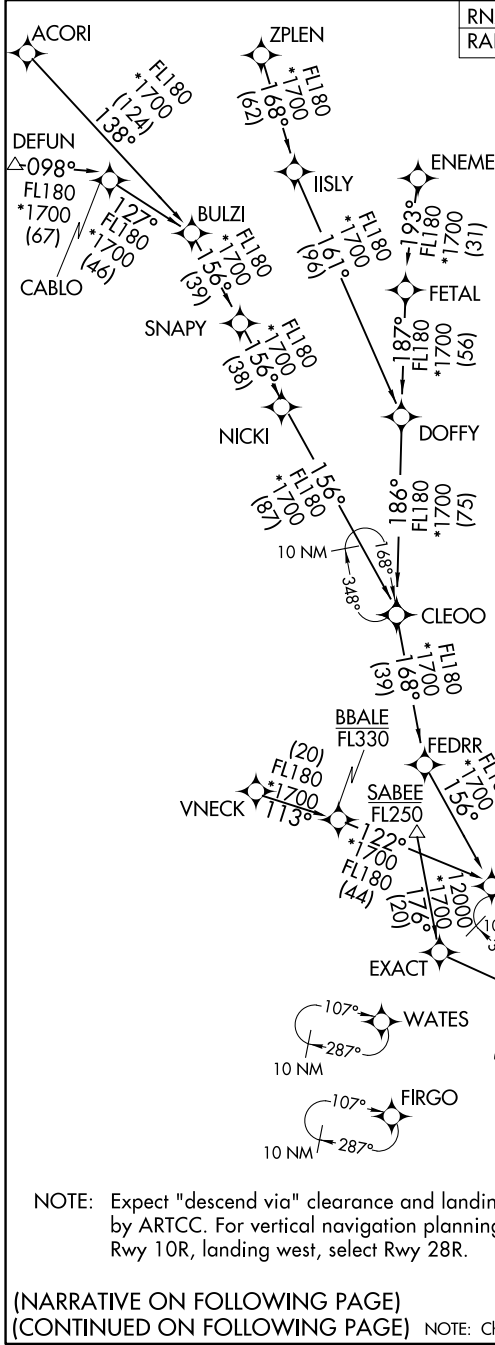 RN
RA
ACORI
FL180
*1700
(124)
138°
ZPLEN
FL180
*1700
168°
(62)
DEFUN
098°
FL180
*1700
(67)
CABLO
127°
FL180
*1700
(46)
BULZI
FL180
*1700
156°
(39)
IISLY
FL180
*1700
161°
(96)
ENEME
193°
FL180
*1700
(31)
FETAL
187°
FL180
*1700
(56)
SNAPY
FL180
*1700
156°
(38)
NICKI
156°
FL180
*1700
(87)
DOFFY
186°
FL180
*1700
(75)
10 NM
168°
348°
CLEOO
FL180
*1700
168°
(39)
BBALE
FL330
FEDRR
*1700
156°
VNECK
(20)
FL180
*1700
113°
SABEE
FL250
122°
*1700
FL180
(44)
12000
*1700
176°
(20)
10
EXACT
WATES
107°
287°
10 NM
FIRGO
107°
287°
10 NM
NOTE: Expect "descend via" clearance and landin
by ARTCC. For vertical navigation planning
Rwy 10R, landing west, select Rwy 28R.
(NARRATIVE ON FOLLOWING PAGE)
(CONTINUED ON FOLLOWING PAGE) NOTE: Ch